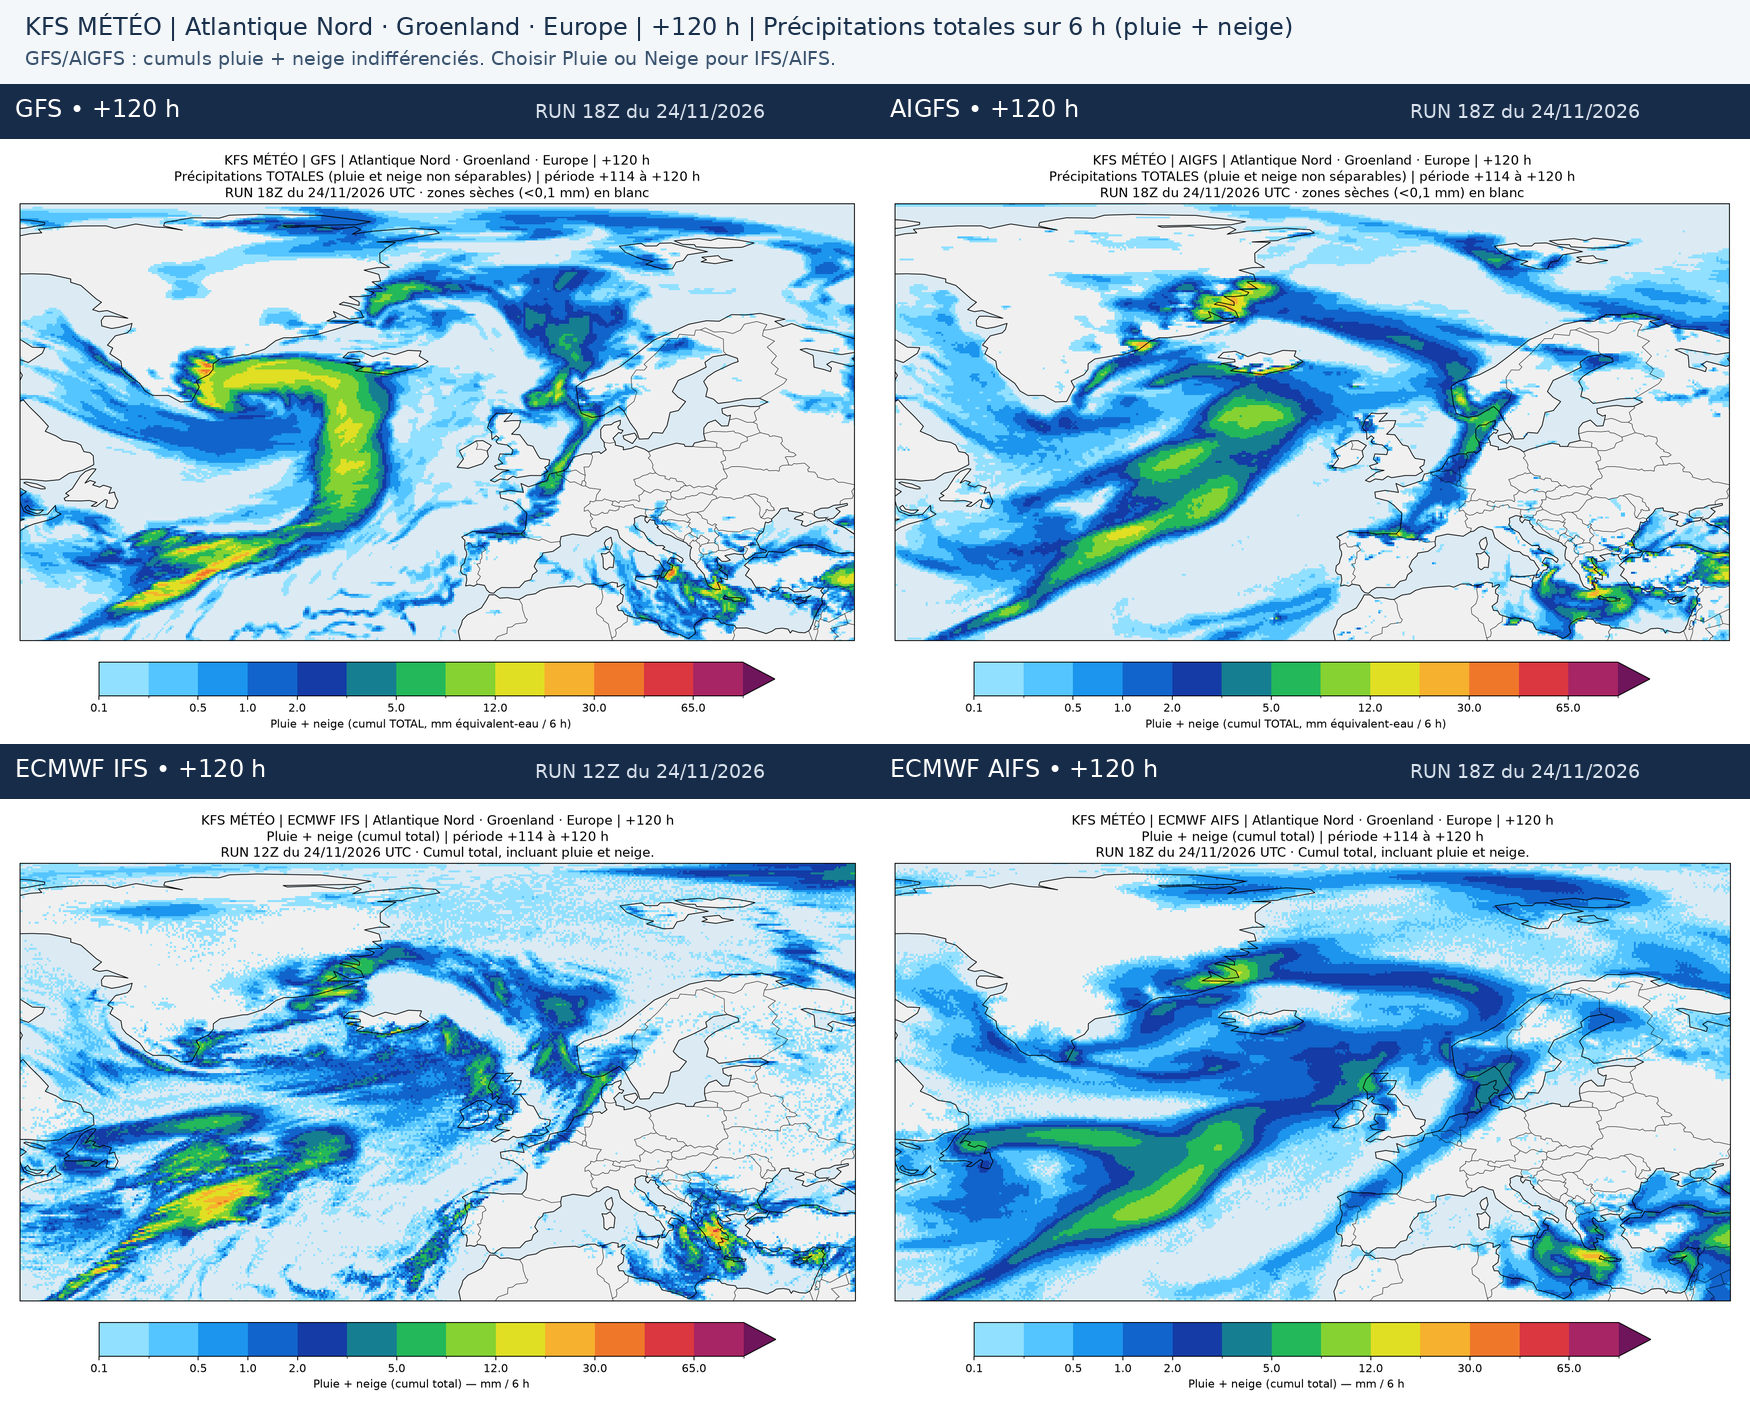 KFS MÉTÉO | Atlantique Nord · Groenland · Europe | +120 h | Précipitations totales sur 6 h (pluie + neige)
GFS/AIGFS : cumuls pluie + neige indifférenciés. Choisir Pluie ou Neige pour IFS/AIFS.
GFS • +120 h RUN 18Z du 24/11/2026
KFS MÉTÉO | GFS | Atlantique Nord · Groenland · Europe | +120 h
Précipitations TOTALES (pluie et neige non séparables) | période +114 à +120 h
RUN 18Z du 24/11/2026 UTC · zones sèches (<0,1 mm) en blanc
0.1 0.5 1.0 2.0 5.0 12.0 30.0 65.0
Pluie + neige (cumul TOTAL, mm équivalent-eau / 6 h)
AIGFS • +120 h RUN 18Z du 24/11/2026
KFS MÉTÉO | AIGFS | Atlantique Nord · Groenland · Europe | +120 h
Précipitations TOTALES (pluie et neige non séparables) | période +114 à +120 h
RUN 18Z du 24/11/2026 UTC · zones sèches (<0,1 mm) en blanc
0.1 0.5 1.0 2.0 5.0 12.0 30.0 65.0
Pluie + neige (cumul TOTAL, mm équivalent-eau / 6 h)
ECMWF IFS • +120 h RUN 12Z du 24/11/2026
KFS MÉTÉO | ECMWF IFS | Atlantique Nord · Groenland · Europe | +120 h
Pluie + neige (cumul total) | période +114 à +120 h
RUN 12Z du 24/11/2026 UTC · Cumul total, incluant pluie et neige.
0.1 0.5 1.0 2.0 5.0 12.0 30.0 65.0
Pluie + neige (cumul total) — mm / 6 h
ECMWF AIFS • +120 h RUN 18Z du 24/11/2026
KFS MÉTÉO | ECMWF AIFS | Atlantique Nord · Groenland · Europe | +120 h
Pluie + neige (cumul total) | période +114 à +120 h
RUN 18Z du 24/11/2026 UTC · Cumul total, incluant pluie et neige.
0.1 0.5 1.0 2.0 5.0 12.0 30.0 65.0
Pluie + neige (cumul total) — mm / 6 h